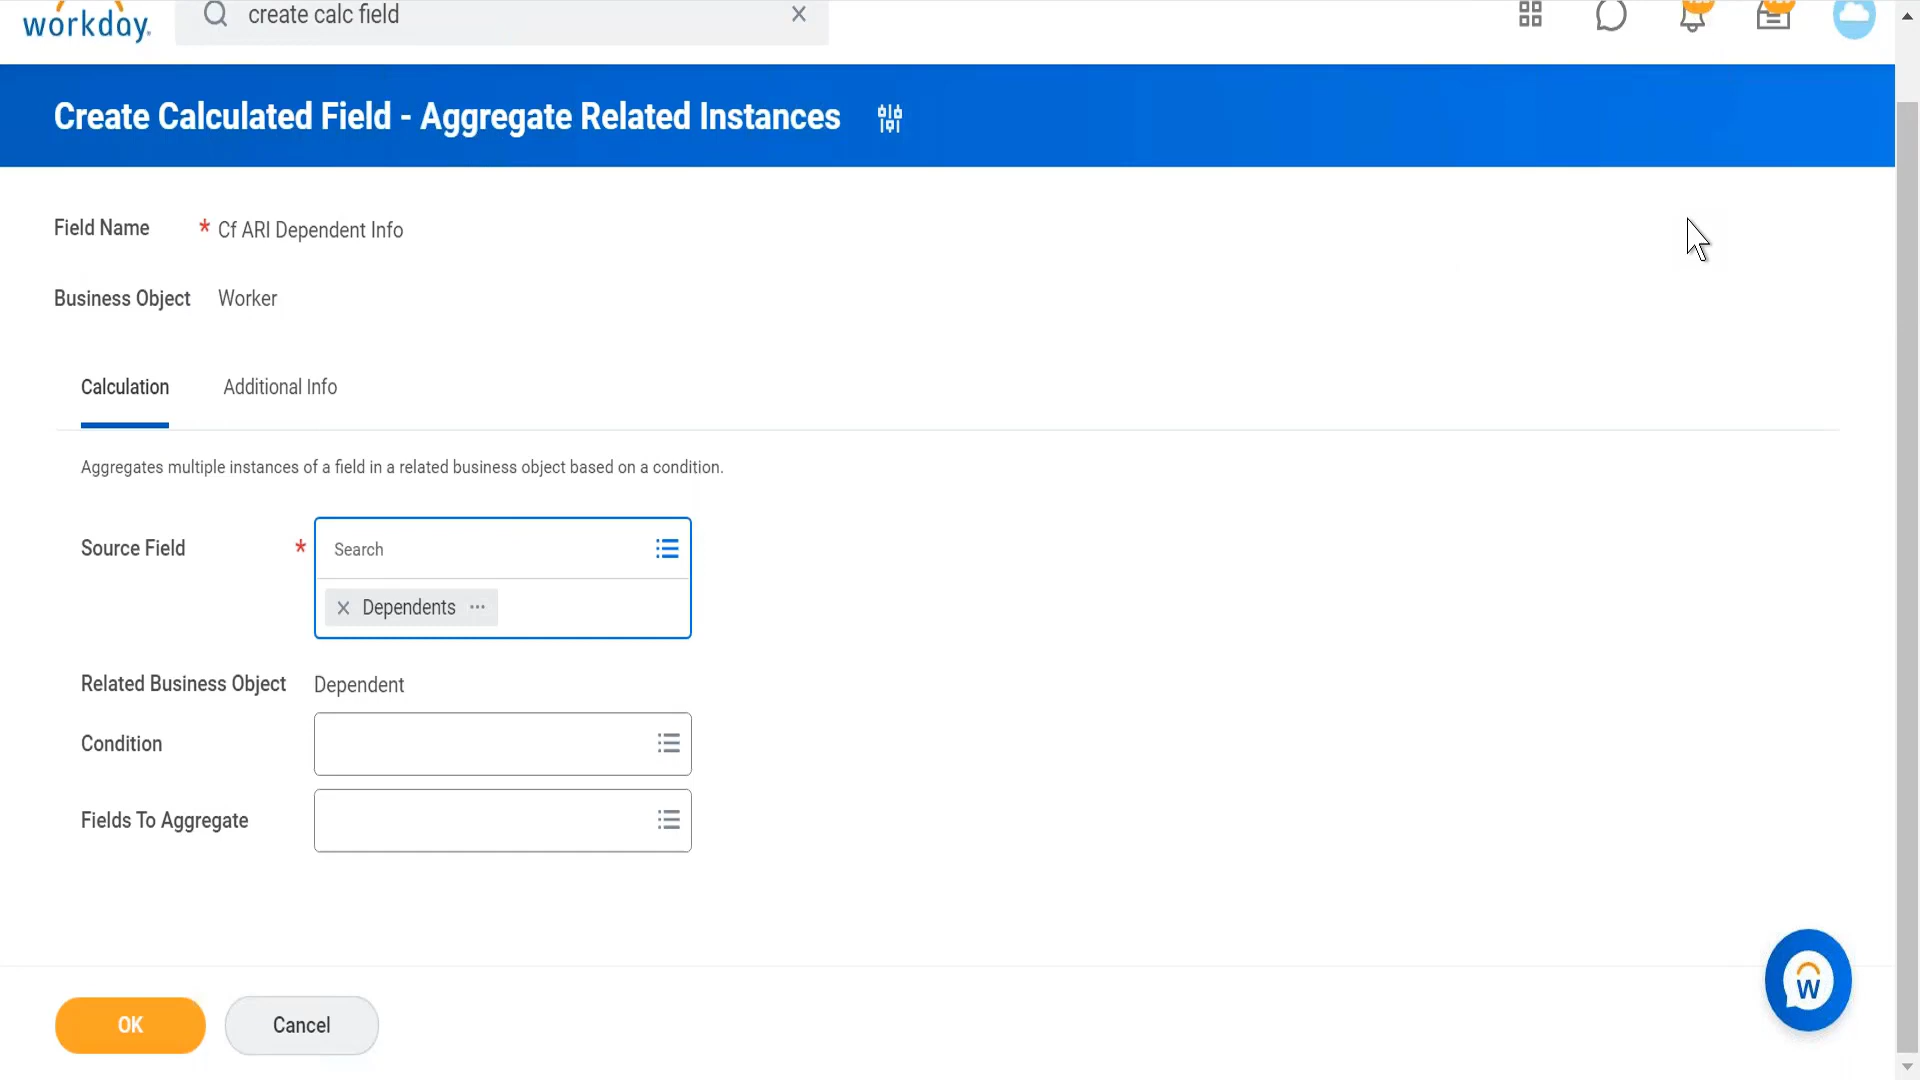 workday.
create calc field
Create Calculated Field - Aggregate Related Instances
Field Name * Cf ARI Dependent Info
Business Object Worker
Calculation Additional Info
Aggregates multiple instances of a field in a related business object based on a condition.
Source Field * Search
Dependents
Related Business Object Dependent
Condition
Fields To Aggregate
W
OK Cancel